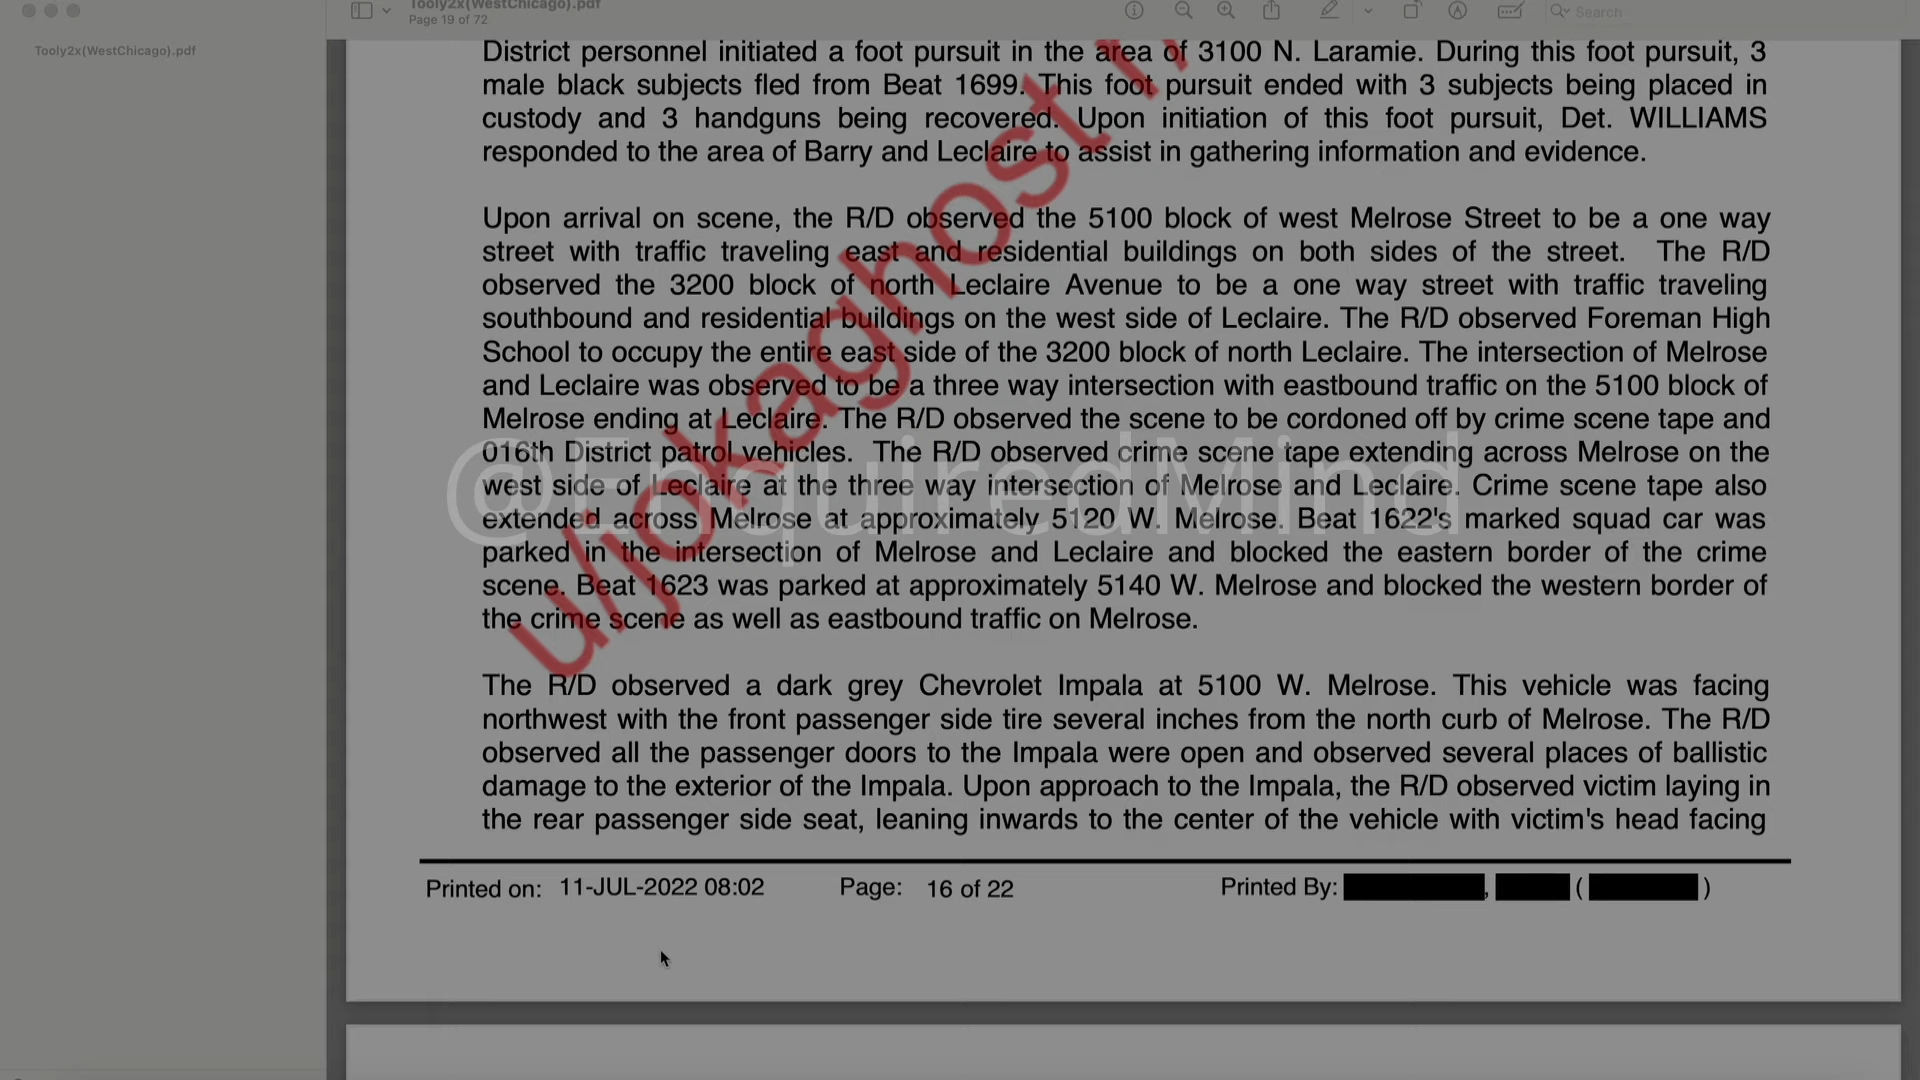 Tooly2x(WestChicago).pdf
Page 19 of 72
Search
Tooly2x(WestChicago).pdf
District personnel initiated a foot pursuit in the area of 3100 N. Laramie. During this foot pursuit, 3
male black subjects fled from Beat 1699. This foot pursuit ended with 3 subjects being placed in
custody and 3 handguns being recovered. Upon initiation of this foot pursuit, Det. WILLIAMS
responded to the area of Barry and Leclaire to assist in gathering information and evidence.
Upon arrival on scene, the R/D observed the 5100 block of west Melrose Street to be a one way
street with traffic traveling east and residential buildings on both sides of the street. The R/D
observed the 3200 block of north Leclaire Avenue to be a one way street with traffic traveling
southbound and residential buildings on the west side of Leclaire. The R/D observed Foreman High
School to occupy the entire east side of the 3200 block of north Leclaire. The intersection of Melrose
and Leclaire was observed to be a three way intersection with eastbound traffic on the 5100 block of
Melrose ending at Leclaire. The R/D observed the scene to be cordoned off by crime scene tape and
016th District patrol vehicles. The R/D observed crime scene tape extending across Melrose on the
west side of Leclaire at the three way intersection of Melrose and Leclaire. Crime scene tape also
extended across Melrose at approximately 5120 W. Melrose. Beat 1622's marked squad car was
parked in the intersection of Melrose and Leclaire and blocked the eastern border of the crime
scene. Beat 1623 was parked at approximately 5140 W. Melrose and blocked the western border of
the crime scene as well as eastbound traffic on Melrose.
The R/D observed a dark grey Chevrolet Impala at 5100 W. Melrose. This vehicle was facing
northwest with the front passenger side tire several inches from the north curb of Melrose. The R/D
observed all the passenger doors to the Impala were open and observed several places of ballistic
damage to the exterior of the Impala. Upon approach to the Impala, the R/D observed victim laying in
the rear passenger side seat, leaning inwards to the center of the vehicle with victim's head facing
Printed on: 11-JUL-2022 08:02 Page: 16 of 22 Printed By: , ( )
u/jokaghost
@EnquiredMind